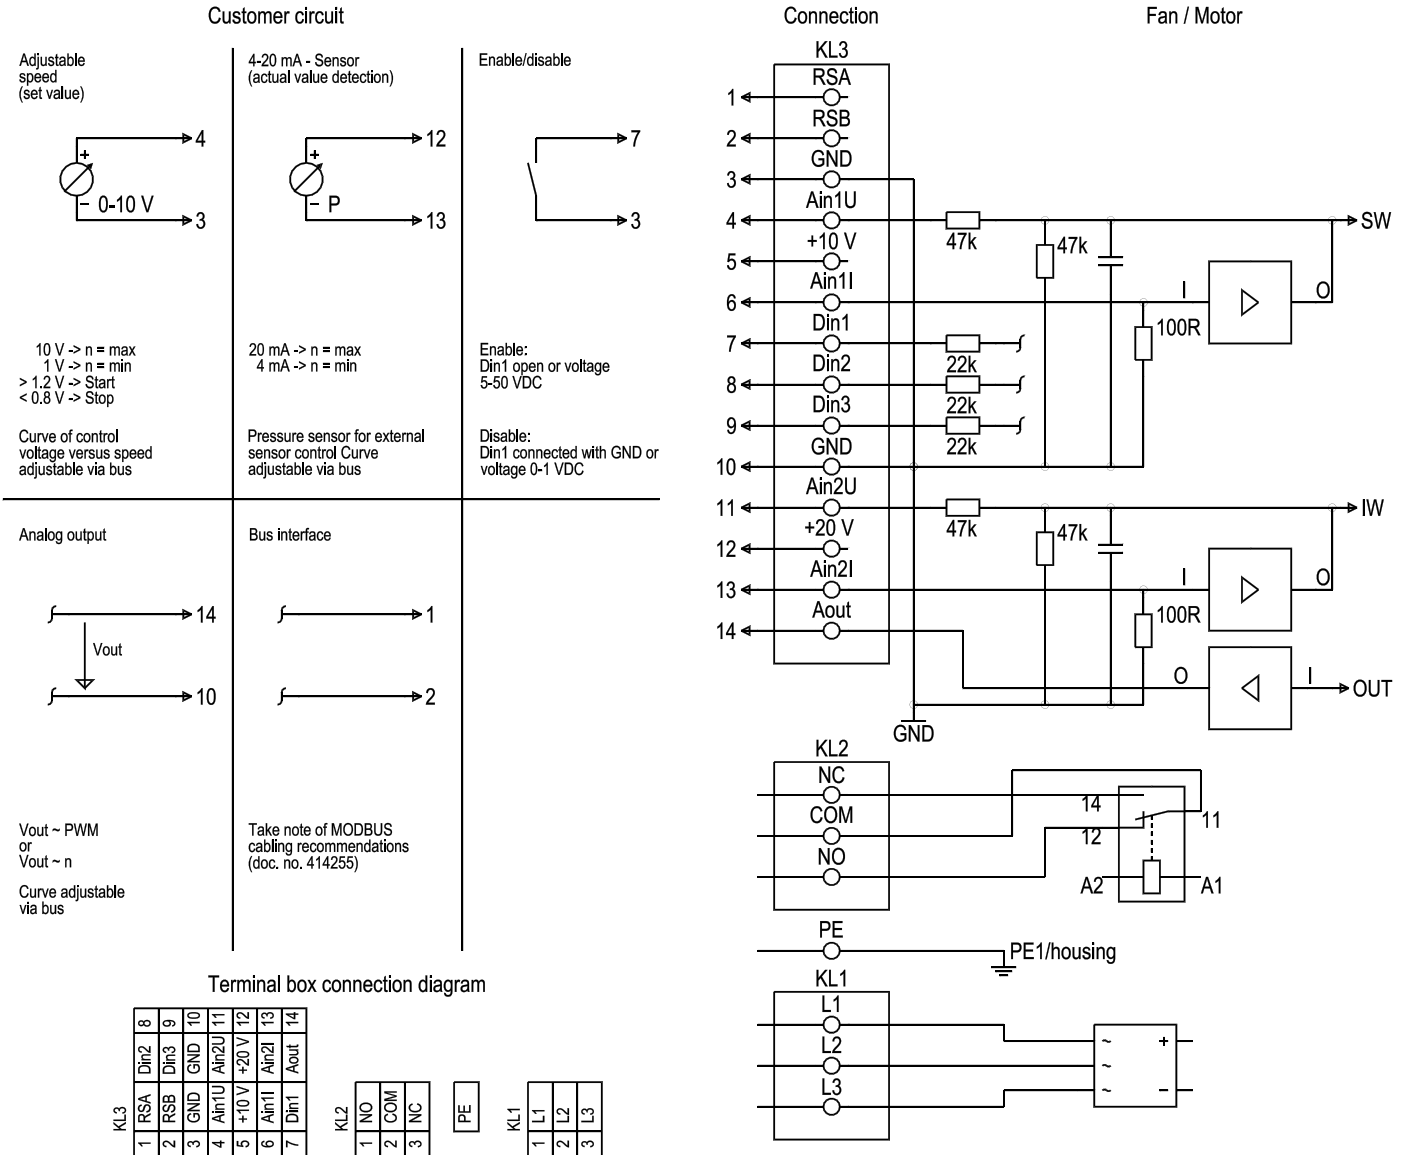 Customer circuit
Adjustable
speed
(set value)
4
+
0-10 V
−
3
10 V -> n = max
1 V -> n = min
> 1.2 V -> Start
< 0.8 V -> Stop
Curve of control
voltage versus speed
adjustable via bus
4-20 mA - Sensor
(actual value detection)
12
+
− P
13
20 mA -> n = max
4 mA -> n = min
Pressure sensor for external
sensor control Curve
adjustable via bus
Enable/disable
7
3
Enable:
Din1 open or voltage
5-50 VDC
Disable:
Din1 connected with GND or
voltage 0-1 VDC
Analog output
14
Vout
10
Vout ~ PWM
or
Vout ~ n
Curve adjustable
via bus
Bus interface
1
2
Take note of MODBUS
cabling recommendations
(doc. no. 414255)
Connection
Fan / Motor
KL3
RSA
1
RSB
2
GND
3
Ain1U
4
47k
47k
SW
+10 V
5
Ain1I
6
I
O
100R
Din1
7
22k
Din2
8
22k
Din3
9
22k
GND
10
Ain2U
11
47k
47k
IW
+20 V
12
Ain2I
13
I
O
100R
Aout
14
O
I
OUT
GND
KL2
NC
14
COM
11
12
NO
A2
A1
PE
PE1/housing
KL1
L1
L2
L3
~
~
~
+
−
Terminal box connection diagram
KL3
1 RSA Din2 8
2 RSB Din3 9
3 GND GND 10
4 Ain1U Ain2U 11
5 +10 V +20 V 12
6 Ain1I Ain2I 13
7 Din1 Aout 14
KL2
1 NO
2 COM
3 NC
PE
KL1
1 L1
2 L2
3 L3